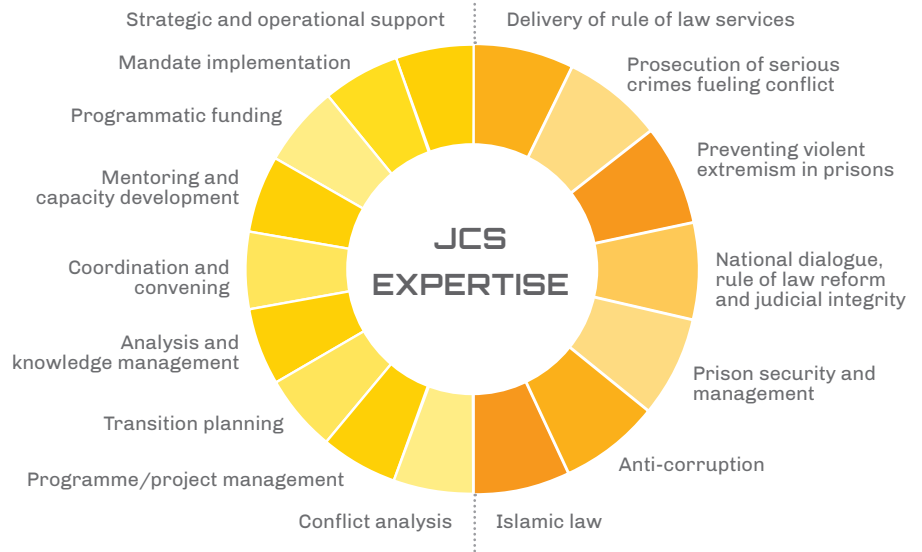 Strategic and operational support
Delivery of rule of law services
Mandate implementation
Prosecution of serious
crimes fueling conflict
Programmatic funding
Preventing violent
extremism in prisons
Mentoring and
capacity development
JCS
EXPERTISE
National dialogue,
rule of law reform
and judicial integrity
Coordination and
convening
Analysis and
knowledge management
Prison security and
management
Transition planning
Anti-corruption
Programme/project management
Conflict analysis
Islamic law